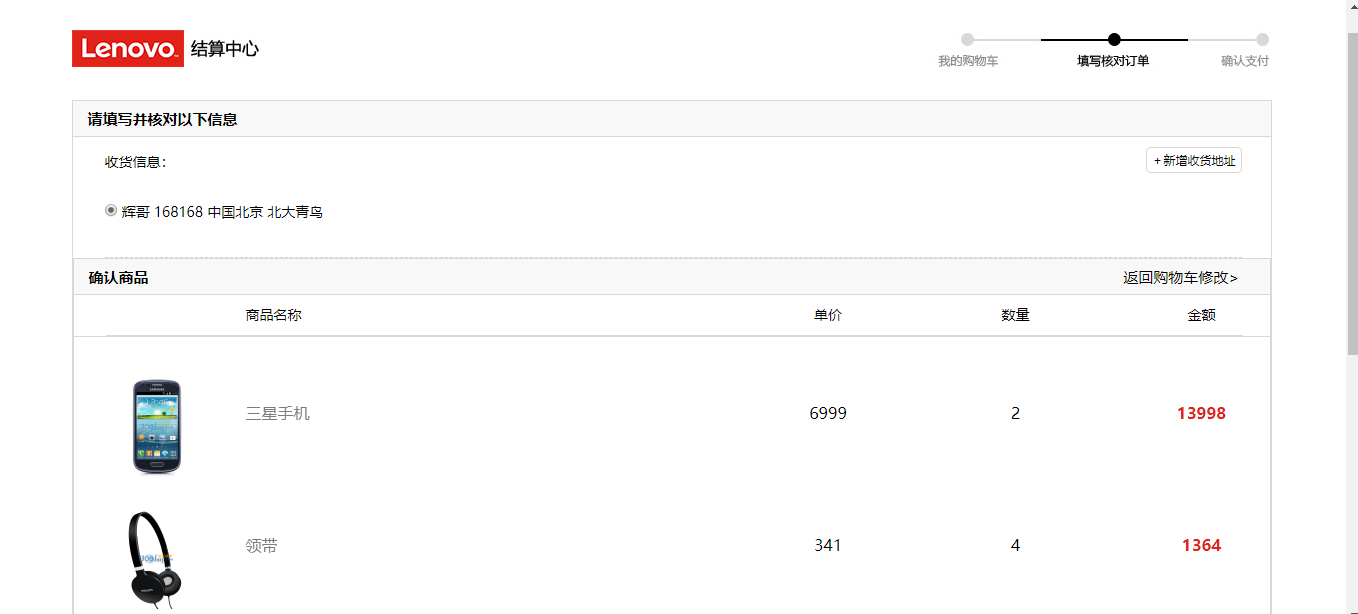 Lenovo 结算中心
我的购物车 填写核对订单 确认支付
请填写并核对以下信息
收货信息：
+ 新增收货地址
辉哥 168168 中国北京 北大青鸟
确认商品 返回购物车修改>
商品名称 单价 数量 金额
三星手机 6999 2 13998
领带 341 4 1364